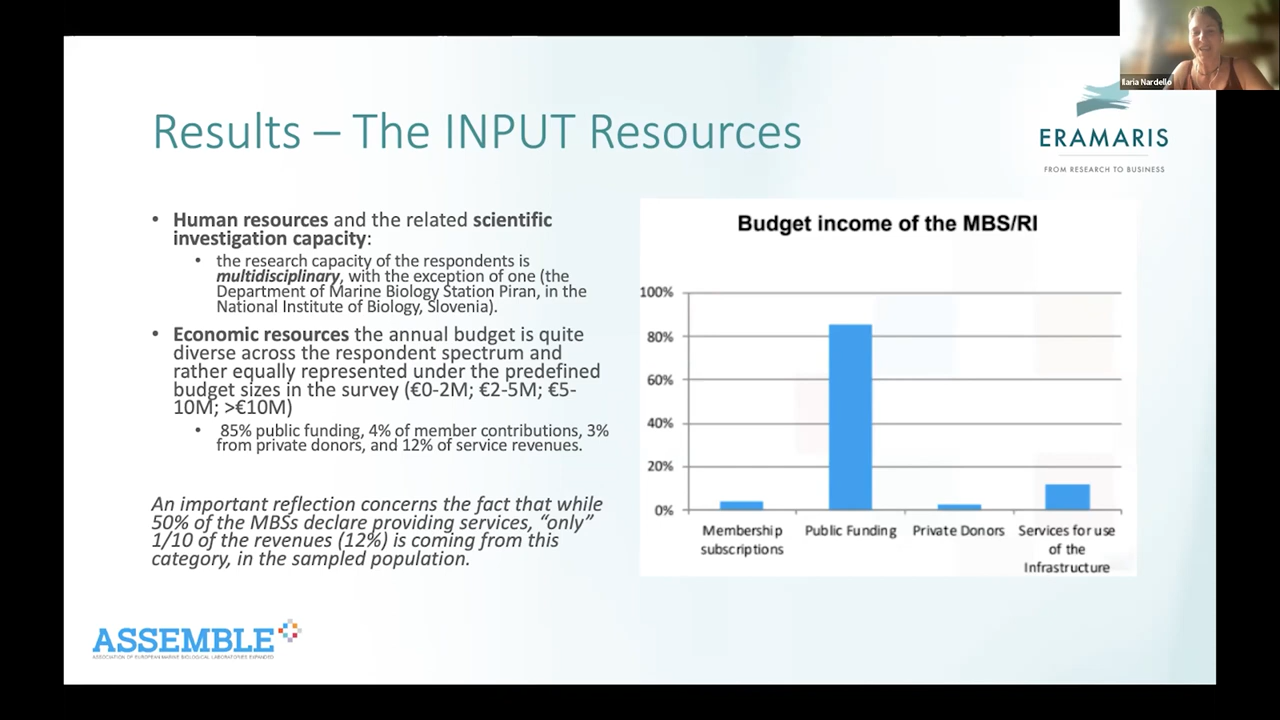 Ilaria Nardello
Results – The INPUT Resources
ERAMARIS
FROM RESEARCH TO BUSINESS
• Human resources and the related scientific
investigation capacity:
• the research capacity of the respondents is
multidisciplinary, with the exception of one (the
Department of Marine Biology Station Piran, in the
National Institute of Biology, Slovenia).
• Economic resources the annual budget is quite
diverse across the respondent spectrum and
rather equally represented under the predefined
budget sizes in the survey (€0-2M; €2-5M; €5-
10M; >€10M)
• 85% public funding, 4% of member contributions, 3%
from private donors, and 12% of service revenues.
An important reflection concerns the fact that while
50% of the MBSs declare providing services, “only”
1/10 of the revenues (12%) is coming from this
category, in the sampled population.
Budget income of the MBS/RI
100%
80%
60%
40%
20%
0%
Membership
subscriptions
Public Funding
Private Donors
Services for use
of the
Infrastructure
ASSEMBLE
ASSOCIATION OF EUROPEAN MARINE BIOLOGICAL LABORATORIES EXPANDED